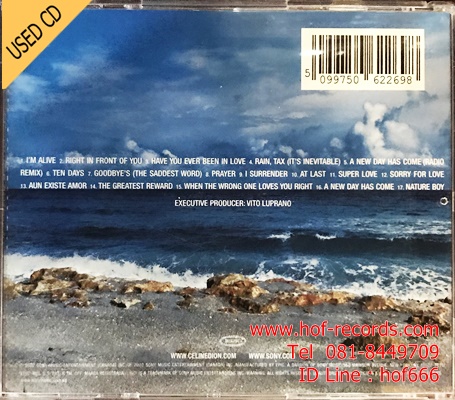 USED CD
5 099750 622698
1. I'M ALIVE 2. RIGHT IN FRONT OF YOU 3. HAVE YOU EVER BEEN IN LOVE 4. RAIN, TAX (IT'S INEVITABLE) 5. A NEW DAY HAS COME (RADIO
REMIX) 6. TEN DAYS 7. GOODBYE'S (THE SADDEST WORD) 8. PRAYER 9. I SURRENDER 10. AT LAST 11. SUPER LOVE 12. SORRY FOR LOVE
13. AUN EXISTE AMOR 14. THE GREATEST REWARD 15. WHEN THE WRONG ONE LOVES YOU RIGHT 16. A NEW DAY HAS COME 17. NATURE BOY
EXECUTIVE PRODUCER: VITO LUPRANO
www.hof-records.com
WWW.CELINEDION.COM WWW.SONY.CO
Tel 081-8449709
ID Line : hof666